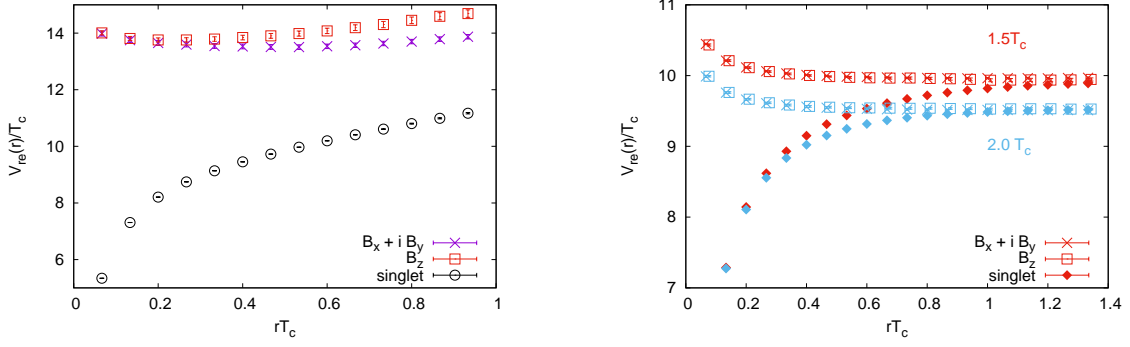 V_re(r)/T_c
14
12
10
8
6
B_x + i B_y
B_z
singlet
0
0.2
0.4
0.6
0.8
1
rT_c
V_re(r)/T_c
11
10
9
8
7
1.5T_c
2.0 T_c
B_x + i B_y
B_z
singlet
0
0.2
0.4
0.6
0.8
1
1.2
1.4
rT_c